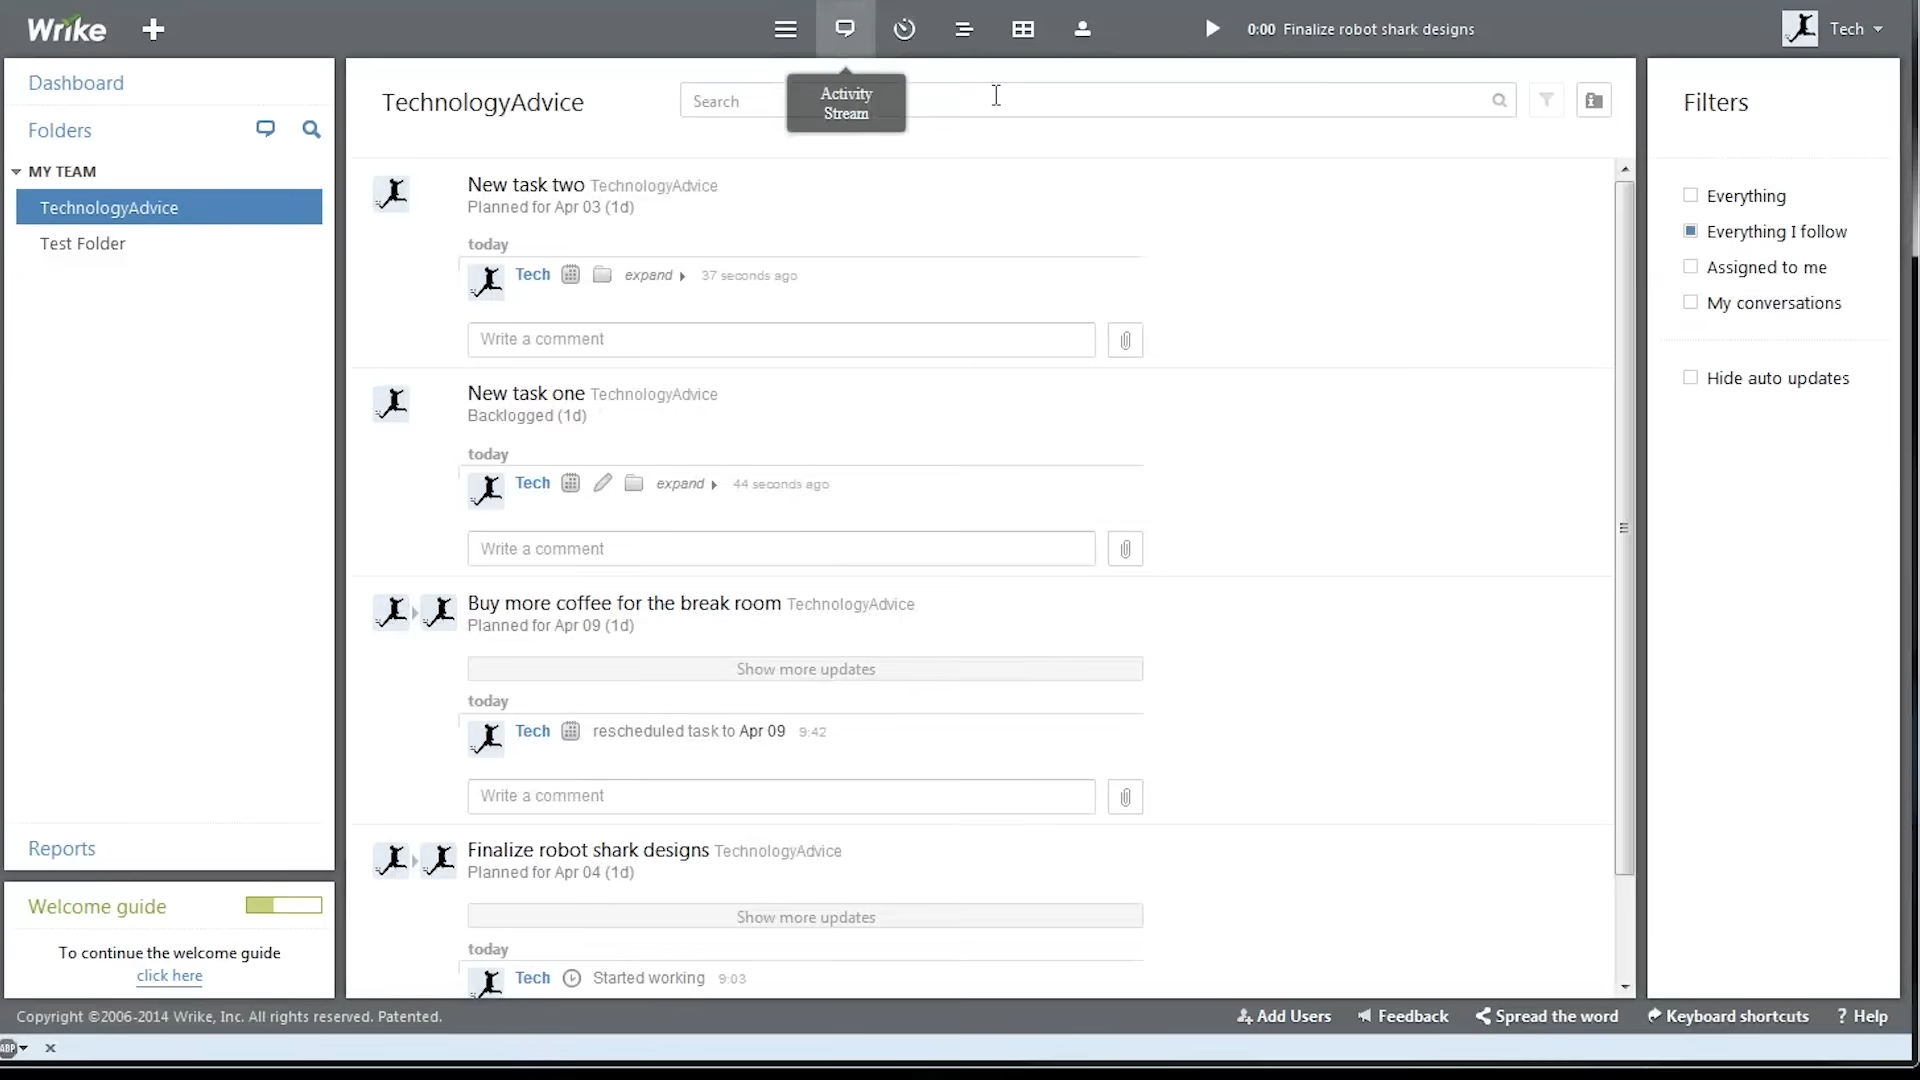 Wrike
0:00 Finalize robot shark designs
Tech
Dashboard
Folders
MY TEAM
TechnologyAdvice
Test Folder
Reports
Welcome guide
To continue the welcome guide
click here
TechnologyAdvice
Search
Activity
Stream
New task two TechnologyAdvice
Planned for Apr 03 (1d)
today
Tech expand 37 seconds ago
Write a comment
New task one TechnologyAdvice
Backlogged (1d)
today
Tech expand 44 seconds ago
Write a comment
Buy more coffee for the break room TechnologyAdvice
Planned for Apr 09 (1d)
Show more updates
today
Tech rescheduled task to Apr 09 9:42
Write a comment
Finalize robot shark designs TechnologyAdvice
Planned for Apr 04 (1d)
Show more updates
today
Tech Started working 9:03
Filters
Everything
Everything I follow
Assigned to me
My conversations
Hide auto updates
Copyright ©2006-2014 Wrike, Inc. All rights reserved. Patented.
Add Users
Feedback
Spread the word
Keyboard shortcuts
? Help
ABP